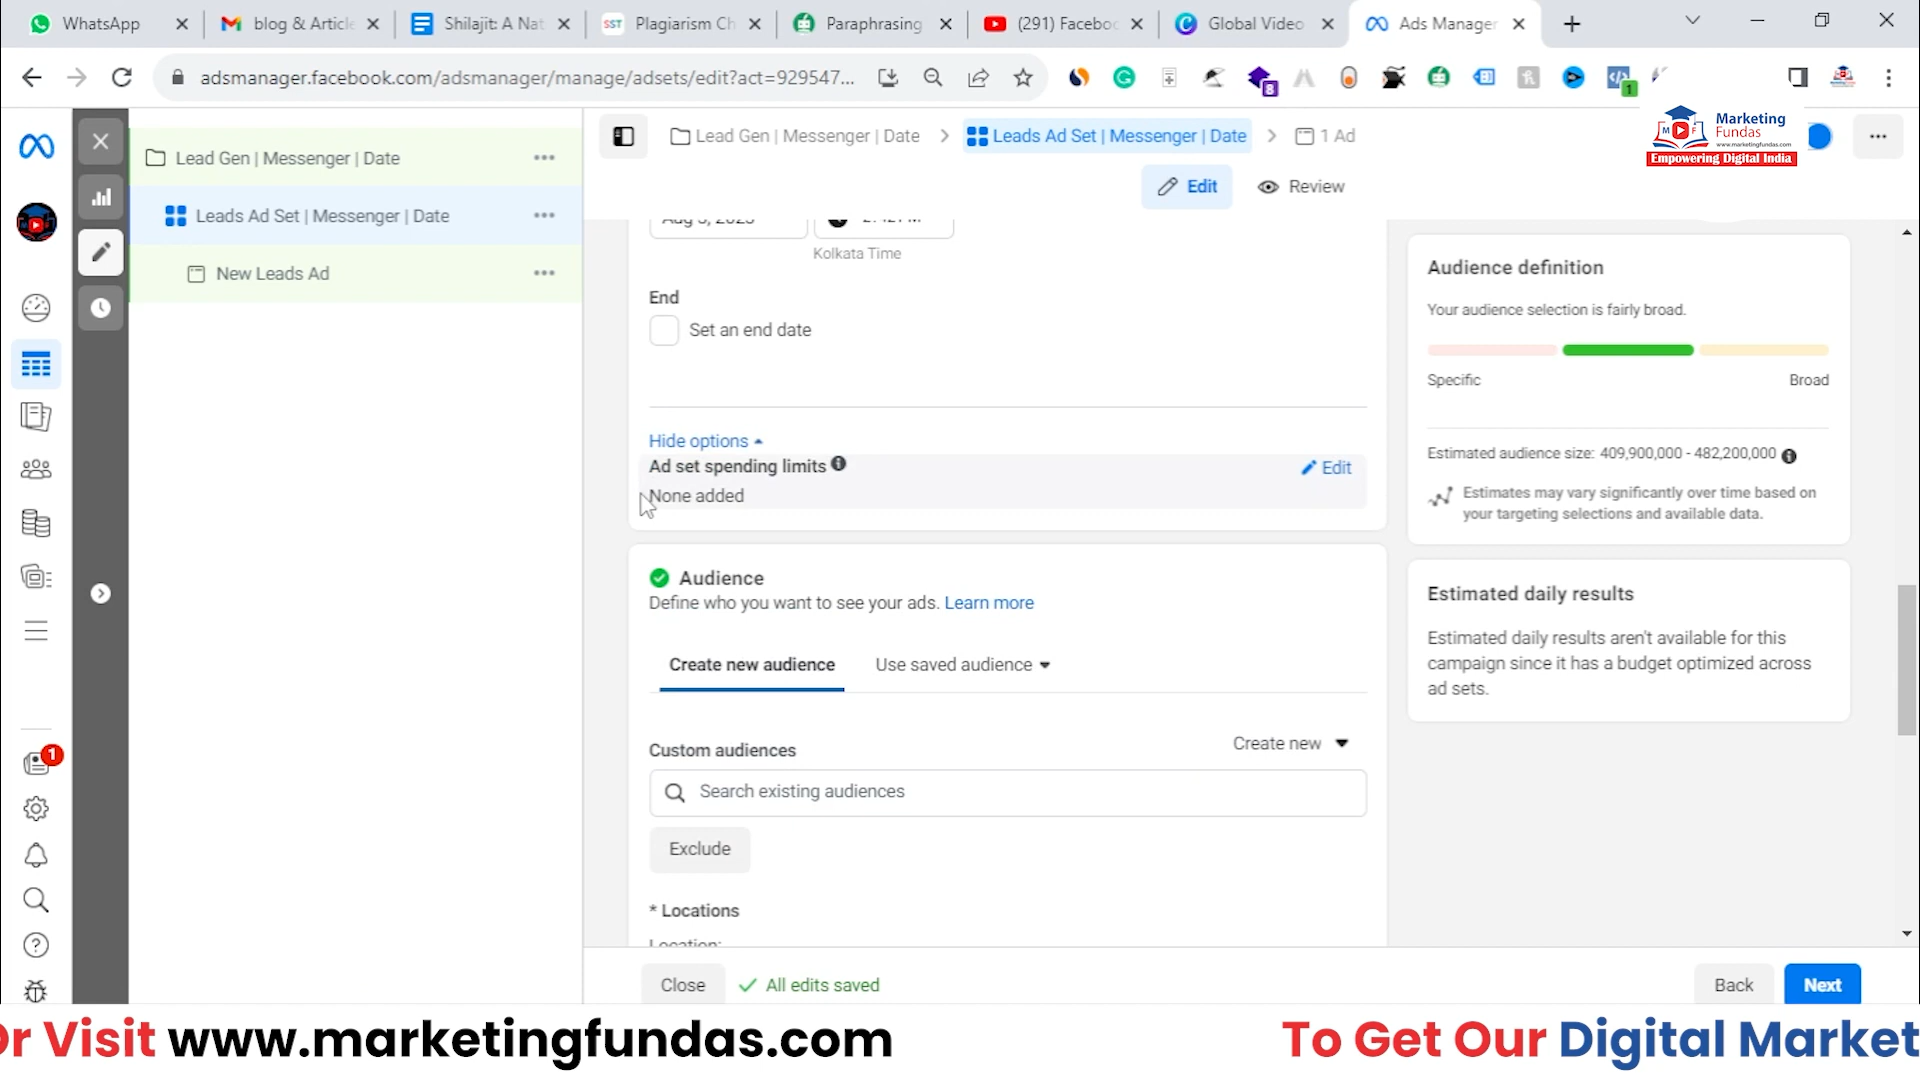 WhatsApp
blog & Article
Shilajit: A Nat
SST
Plagiarism Ch
Paraphrasing
(291) Faceboo
Global Video
Ads Manager
adsmanager.facebook.com/adsmanager/manage/adsets/edit?act=929547...
8
1
Lead Gen | Messenger | Date
Leads Ad Set | Messenger | Date
New Leads Ad
Lead Gen | Messenger | Date
Leads Ad Set | Messenger | Date
1 Ad
Marketing
Fundas
www.marketingfundas.com
Empowering Digital India
Edit
Review
Kolkata Time
End
Set an end date
Hide options
Ad set spending limits
Edit
None added
Audience
Define who you want to see your ads. Learn more
Create new audience
Use saved audience
Custom audiences
Create new
Search existing audiences
Exclude
* Locations
Location:
Audience definition
Your audience selection is fairly broad.
Specific
Broad
Estimated audience size: 409,900,000 - 482,200,000
Estimates may vary significantly over time based on
your targeting selections and available data.
Estimated daily results
Estimated daily results aren't available for this
campaign since it has a budget optimized across
ad sets.
1
Close
All edits saved
Back
Next
Or Visit www.marketingfundas.com
To Get Our Digital Market